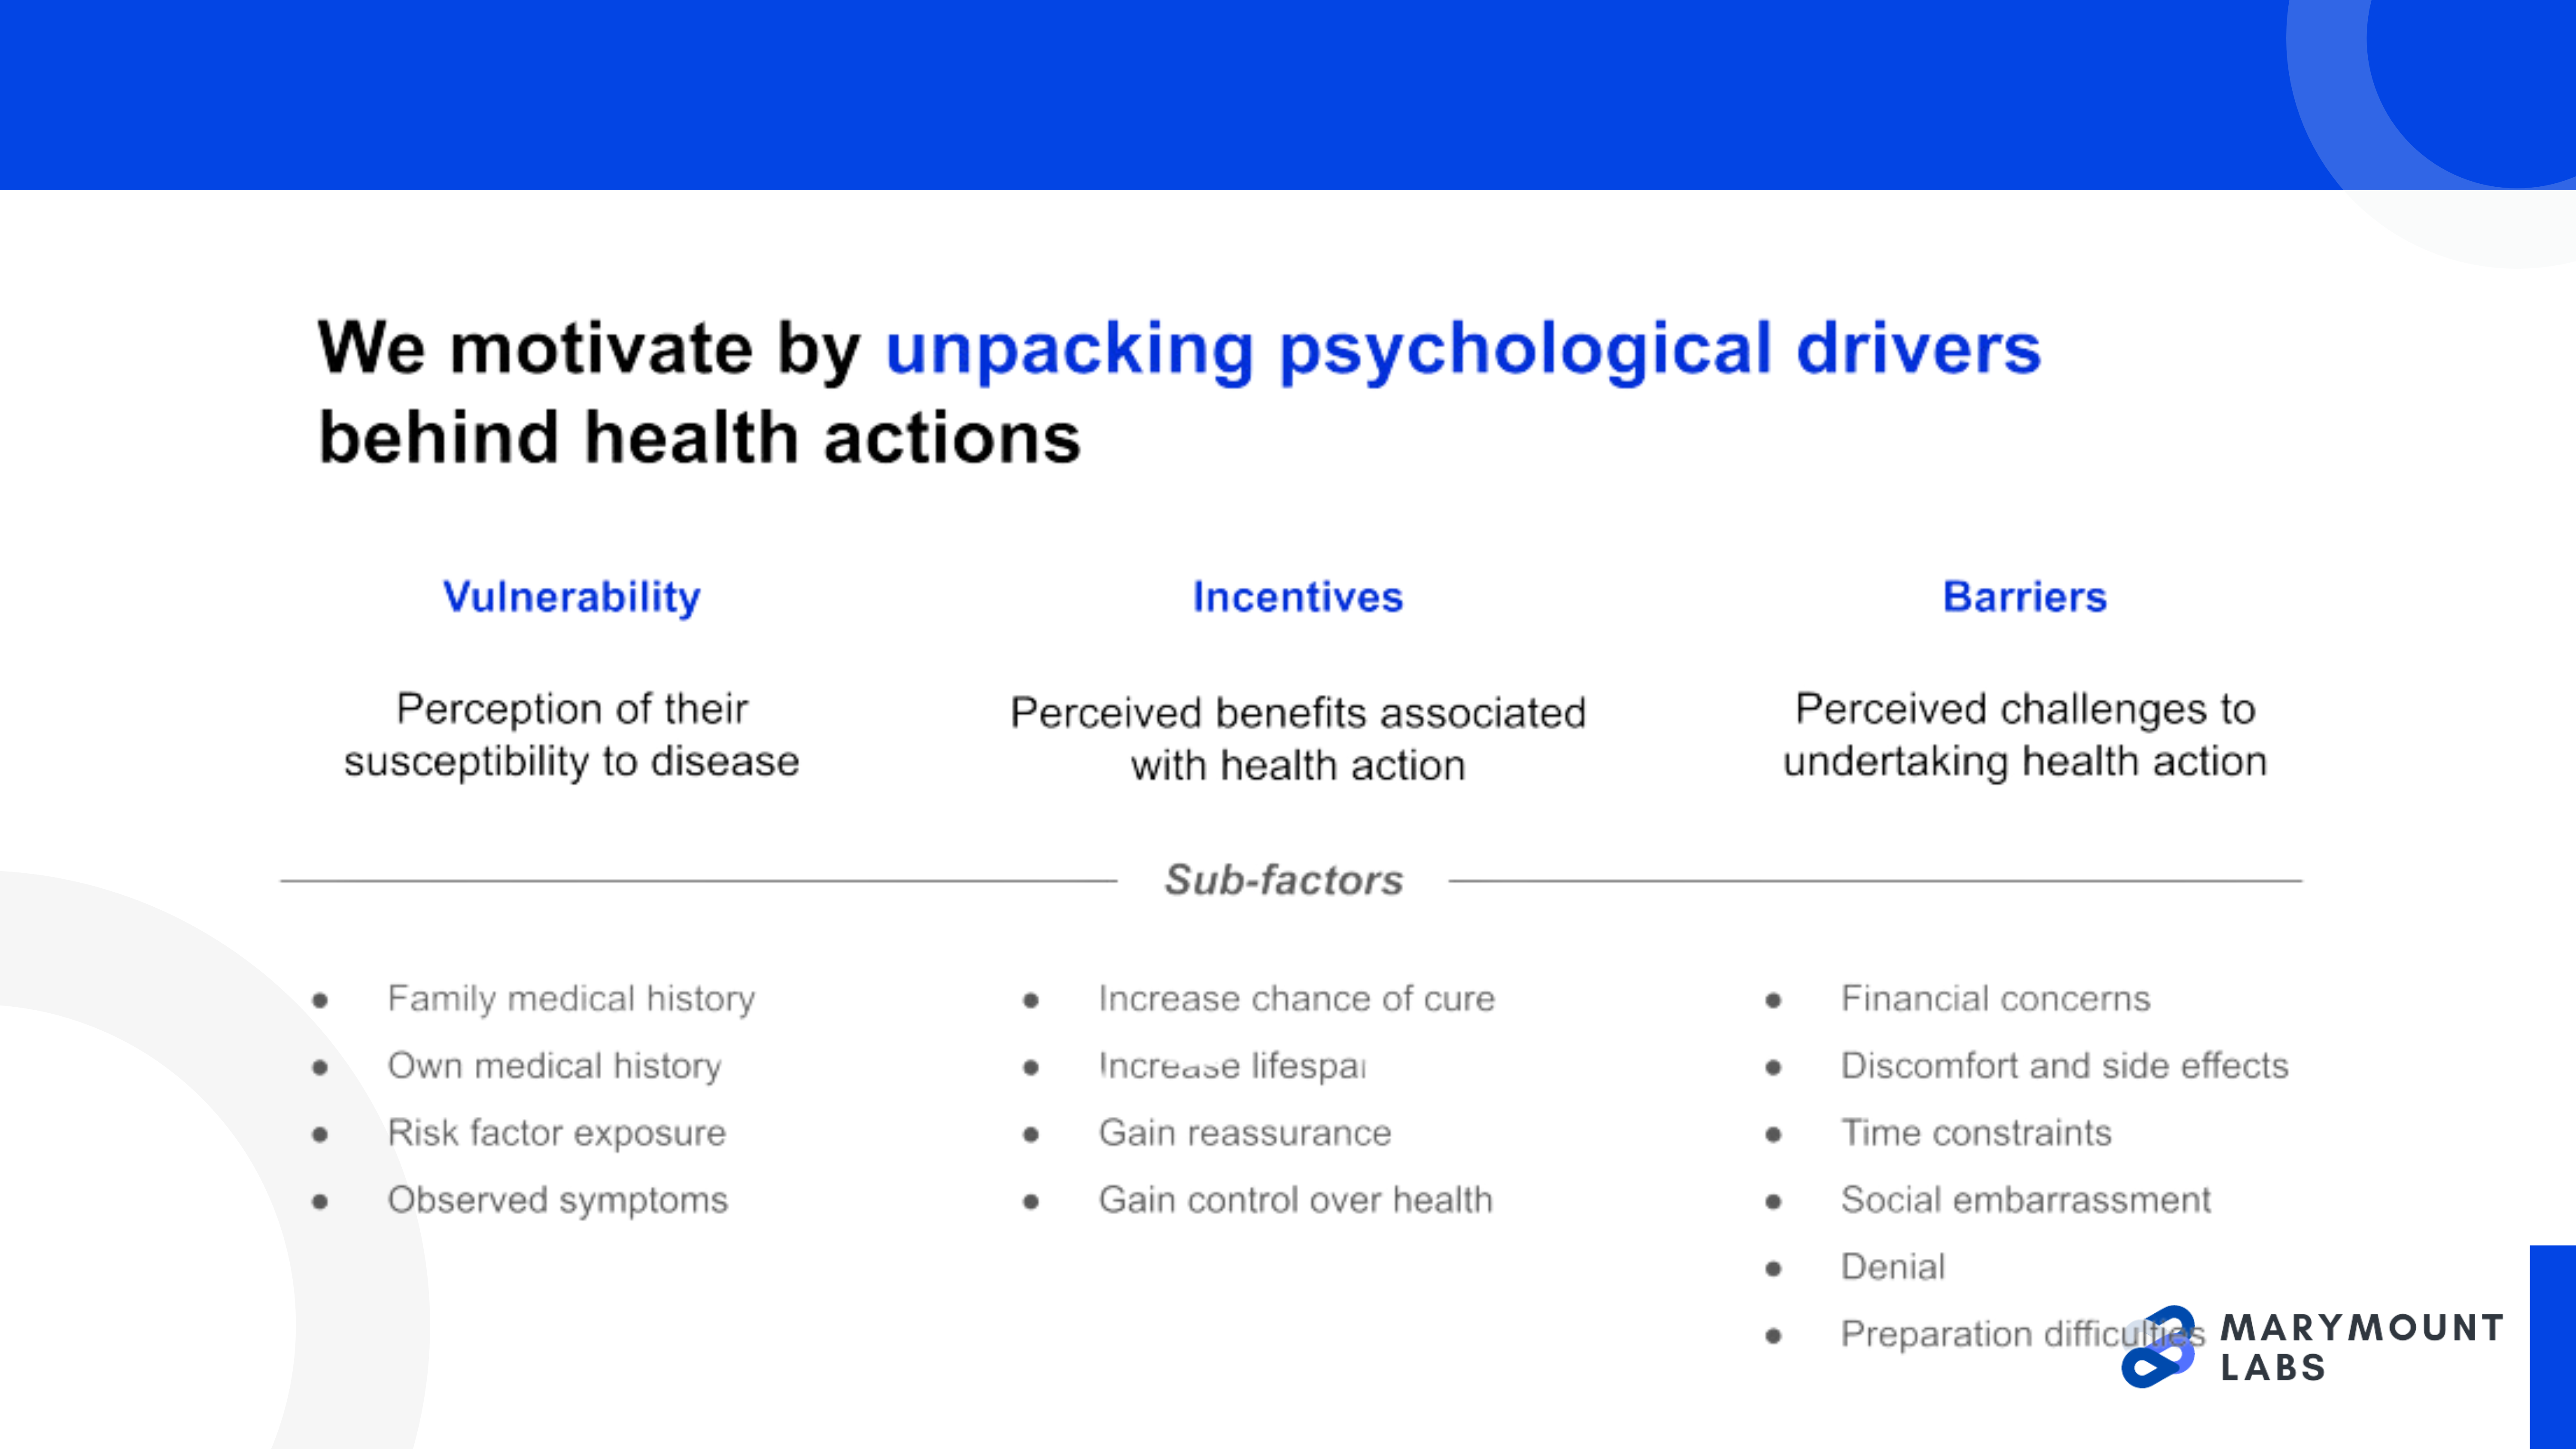 We motivate by unpacking psychological drivers
behind health actions
Vulnerability
Perception of their
susceptibility to disease
Incentives
Perceived benefits associated
with health action
Barriers
Perceived challenges to
undertaking health action
Sub-factors
• Family medical history
• Own medical history
• Risk factor exposure
• Observed symptoms
• Increase chance of cure
• Increase lifespan
• Gain reassurance
• Gain control over health
• Financial concerns
• Discomfort and side effects
• Time constraints
• Social embarrassment
• Denial
• Preparation difficulties
MARYMOUNT
LABS